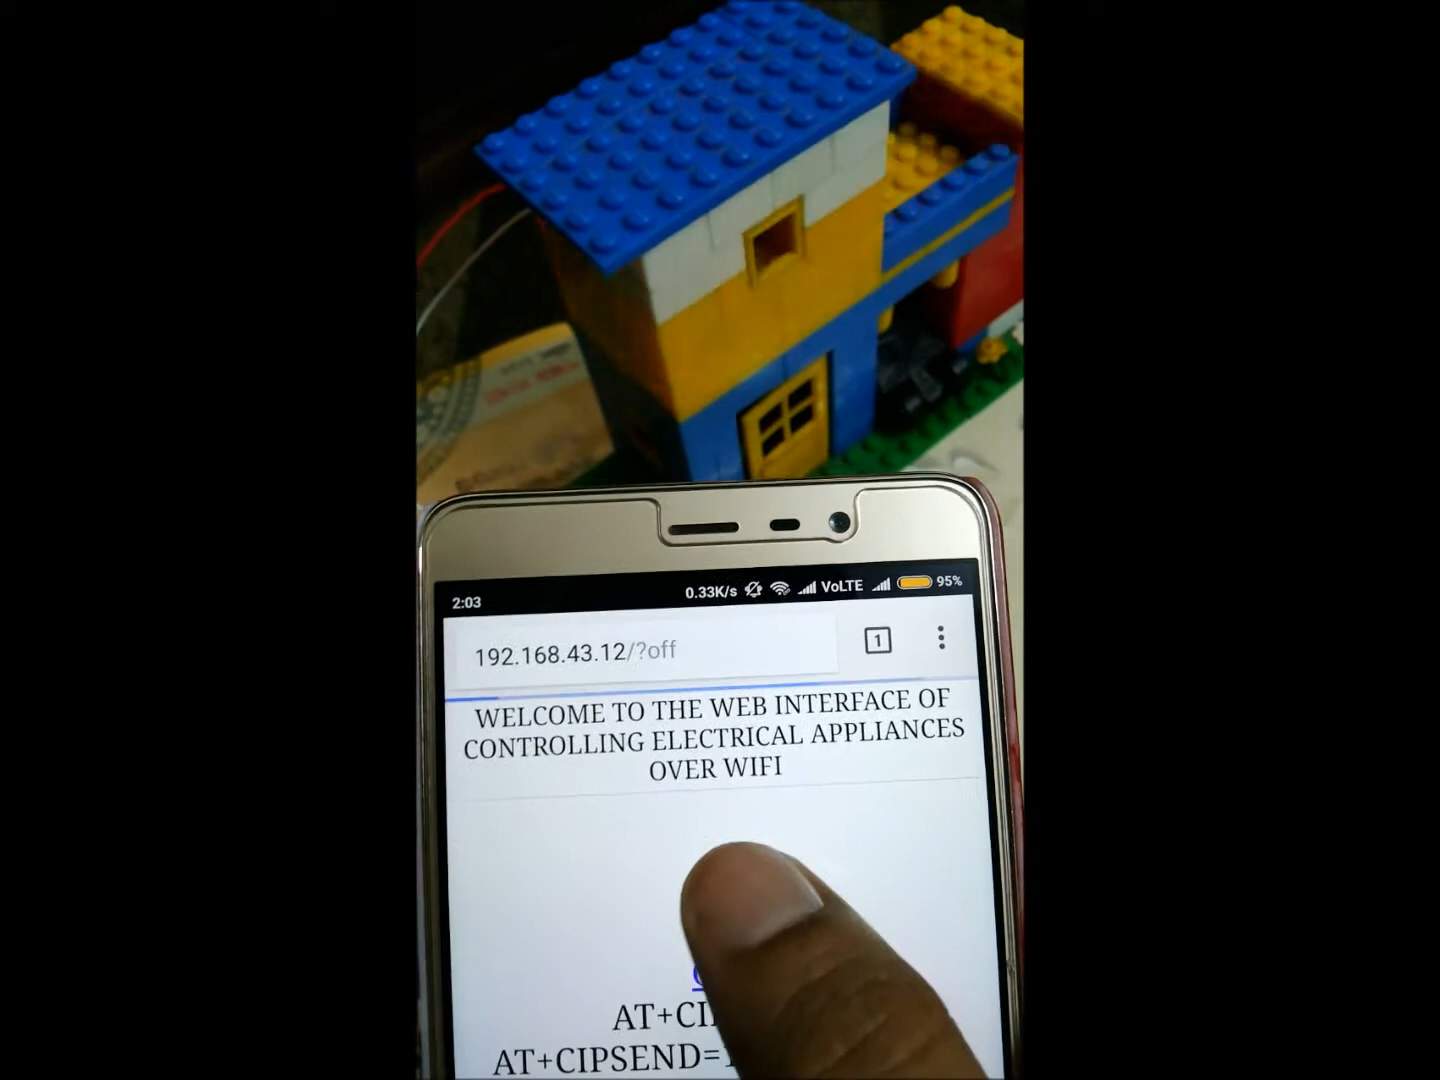 2:03 0.33K/s VoLTE 95%
192.168.43.12/?off
1
WELCOME TO THE WEB INTERFACE OF
CONTROLLING ELECTRICAL APPLIANCES
OVER WIFI
AT+CI
AT+CIPSEND=